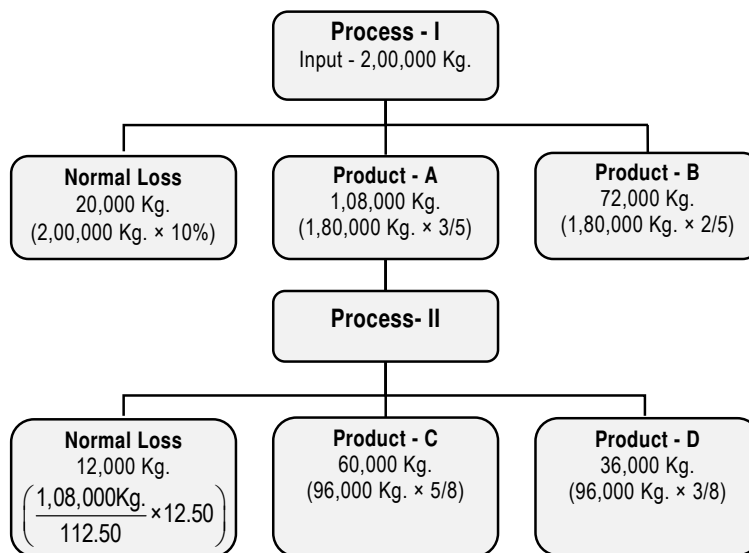 Process - I
Input - 2,00,000 Kg.
Normal Loss
20,000 Kg.
(2,00,000 Kg. × 10%)
Product - A
1,08,000 Kg.
(1,80,000 Kg. × 3/5)
Product - B
72,000 Kg.
(1,80,000 Kg. × 2/5)
Process- II
Normal Loss
12,000 Kg.
(1,08,000Kg./112.50 ×12.50)
Product - C
60,000 Kg.
(96,000 Kg. × 5/8)
Product - D
36,000 Kg.
(96,000 Kg. × 3/8)